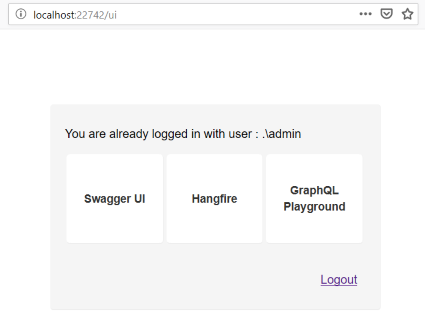 localhost:22742/ui
You are already logged in with user : .\admin
Swagger UI
Hangfire
GraphQL
Playground
Logout